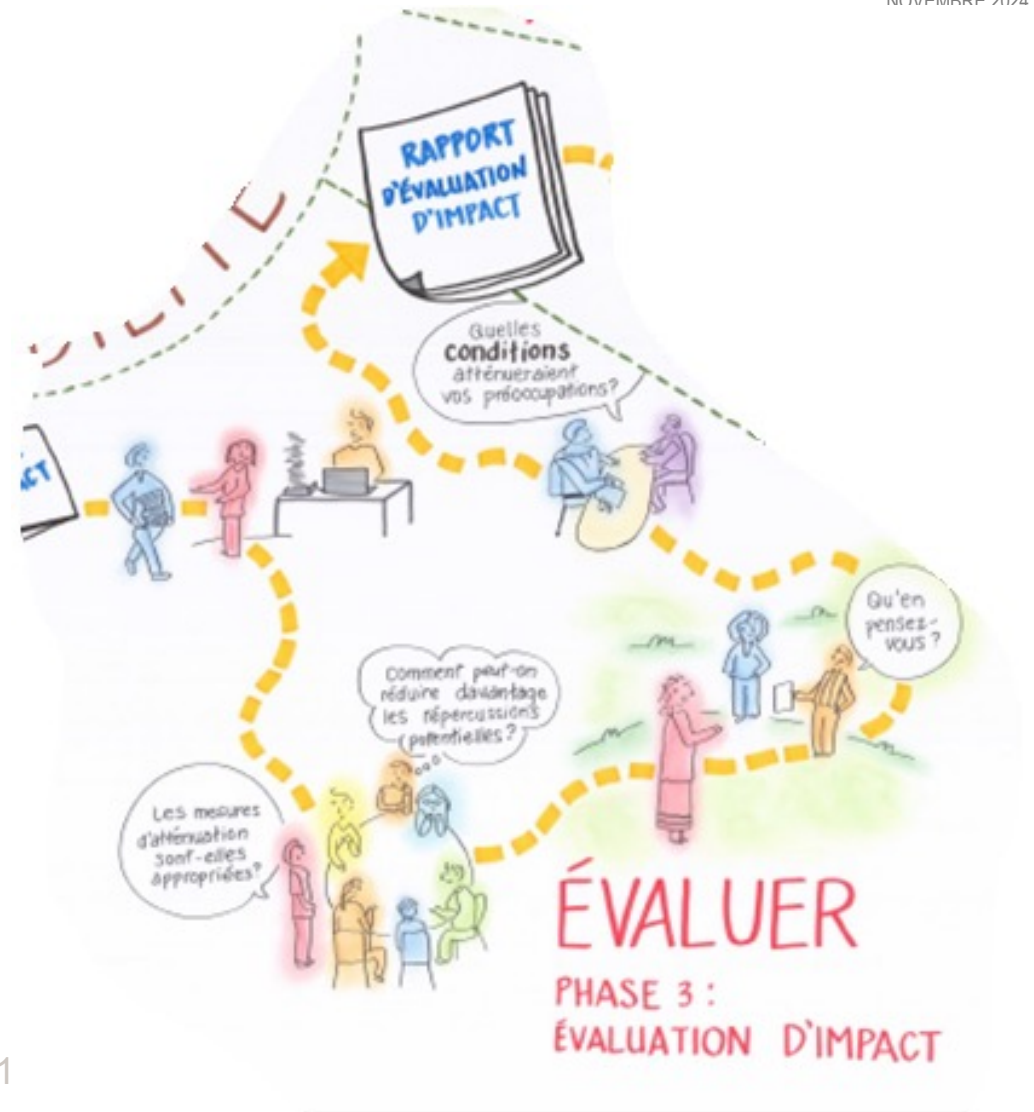 NOVEMBRE 2024
RAPPORT
D'ÉVALUATION
D'IMPACT
Quelles
conditions
atténueraient
vos préoccupations?
Qu'en
pensez-
vous ?
Comment peut-on
réduire davantage
les répercussions
potentielles ?
Les mesures
d'atténuation
sont-elles
appropriées?
ÉVALUER
PHASE 3 :
ÉVALUATION D'IMPACT
1